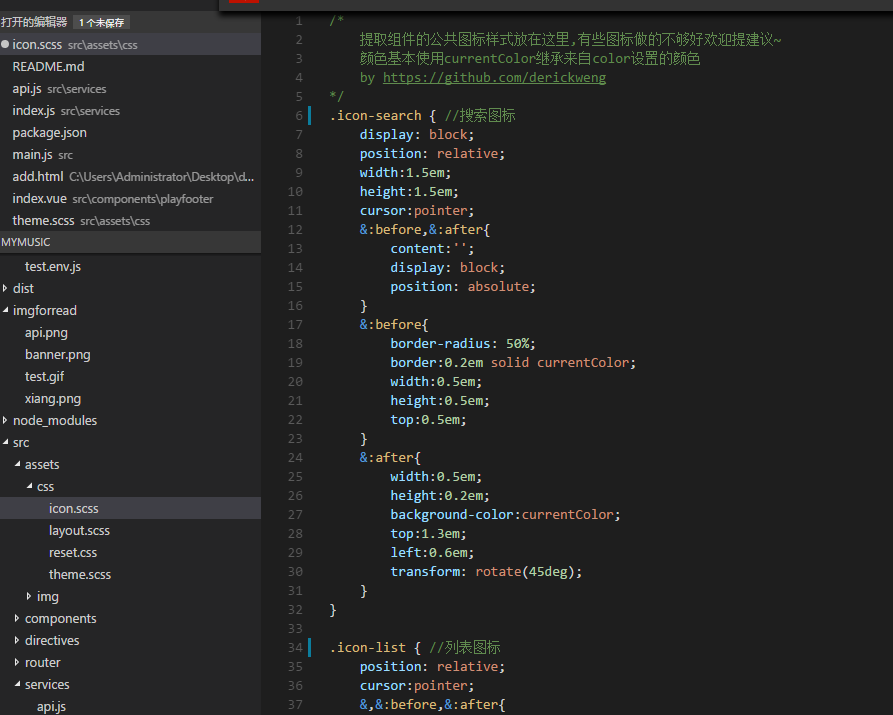 打开的编辑器 1 个未保存
icon.scss src\assets\css
README.md
api.js src\services
index.js src\services
package.json
main.js src
add.html C:\Users\Administrator\Desktop\d...
index.vue src\components\playfooter
theme.scss src\assets\css
MYMUSIC
test.env.js
dist
imgforread
api.png
banner.png
test.gif
xiang.png
node_modules
src
assets
css
icon.scss
layout.scss
reset.css
theme.scss
img
components
directives
router
services
api.js
1 /*
2 提取组件的公共图标样式放在这里,有些图标做的不够好欢迎提建议~
3 颜色基本使用currentColor继承来自color设置的颜色
4 by https://github.com/derickweng
5 */
6 .icon-search { //搜索图标
7 display: block;
8 position: relative;
9 width:1.5em;
10 height:1.5em;
11 cursor:pointer;
12 &:before,&:after{
13 content:'';
14 display: block;
15 position: absolute;
16 }
17 &:before{
18 border-radius: 50%;
19 border:0.2em solid currentColor;
20 width:0.5em;
21 height:0.5em;
22 top:0.5em;
23 }
24 &:after{
25 width:0.5em;
26 height:0.2em;
27 background-color:currentColor;
28 top:1.3em;
29 left:0.6em;
30 transform: rotate(45deg);
31 }
32 }
33
34 .icon-list { //列表图标
35 position: relative;
36 cursor:pointer;
37 &,&:before,&:after{